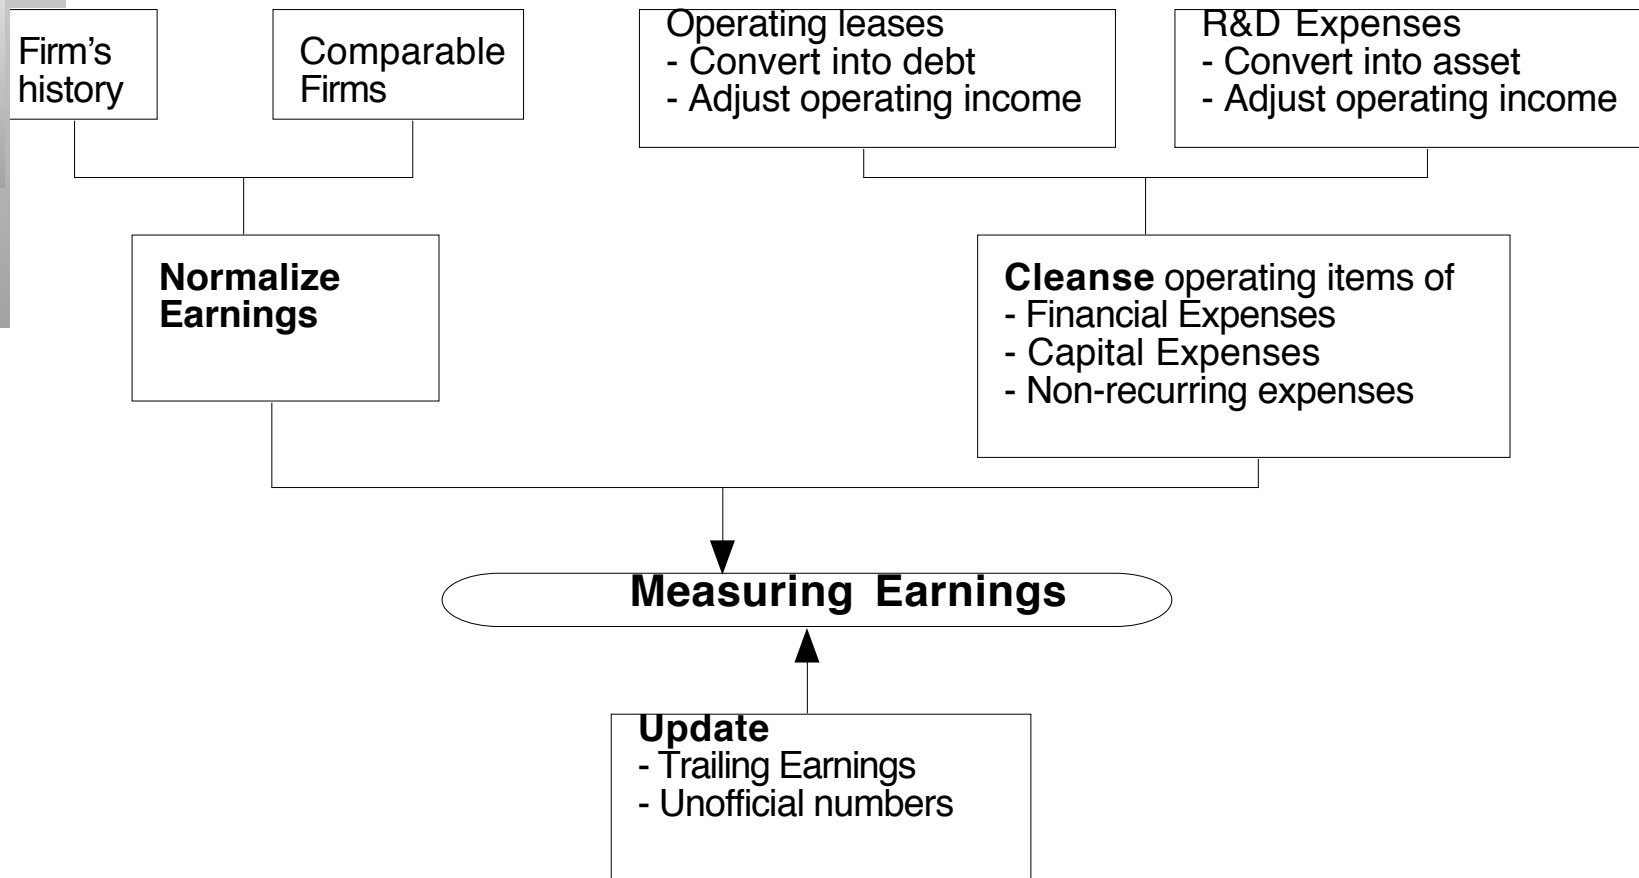 Firm's
history
Comparable
Firms
Operating leases
- Convert into debt
- Adjust operating income
R&D Expenses
- Convert into asset
- Adjust operating income
Normalize
Earnings
Cleanse operating items of
- Financial Expenses
- Capital Expenses
- Non-recurring expenses
Measuring Earnings
Update
- Trailing Earnings
- Unofficial numbers